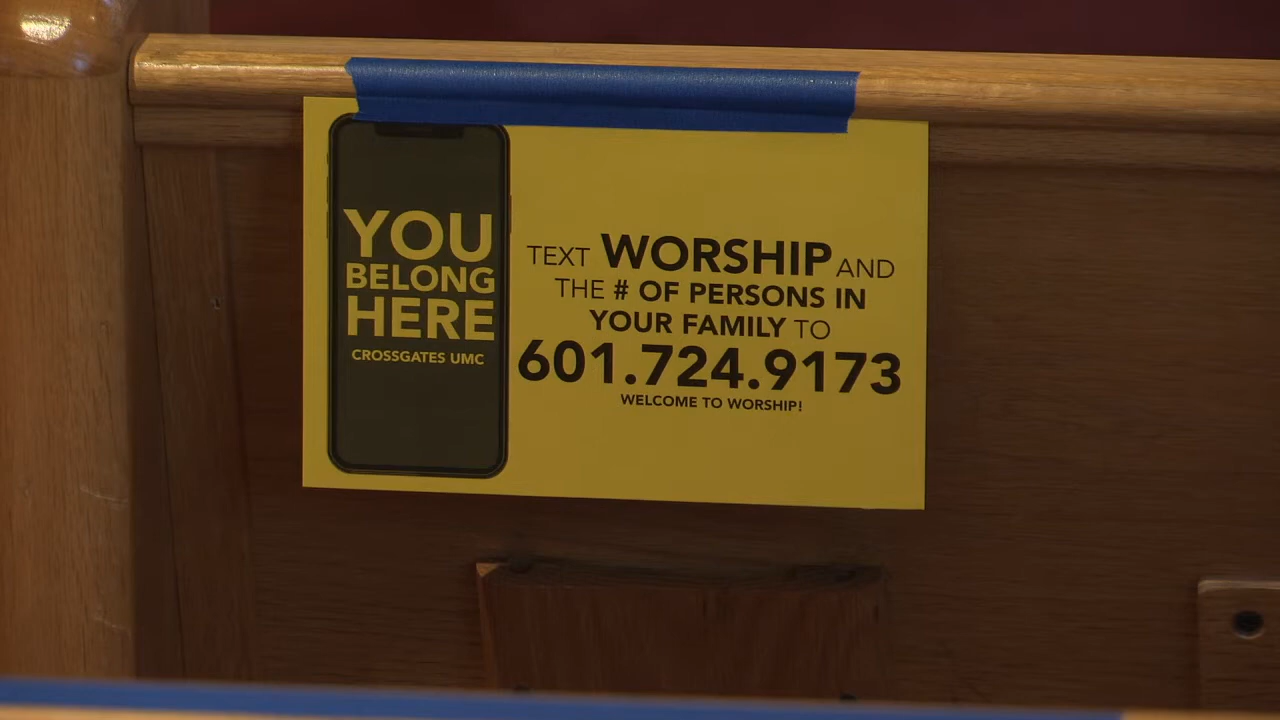 YOU
BELONG
HERE
CROSSGATES UMC
TEXT WORSHIP AND
THE # OF PERSONS IN
YOUR FAMILY TO
601.724.9173
WELCOME TO WORSHIP!